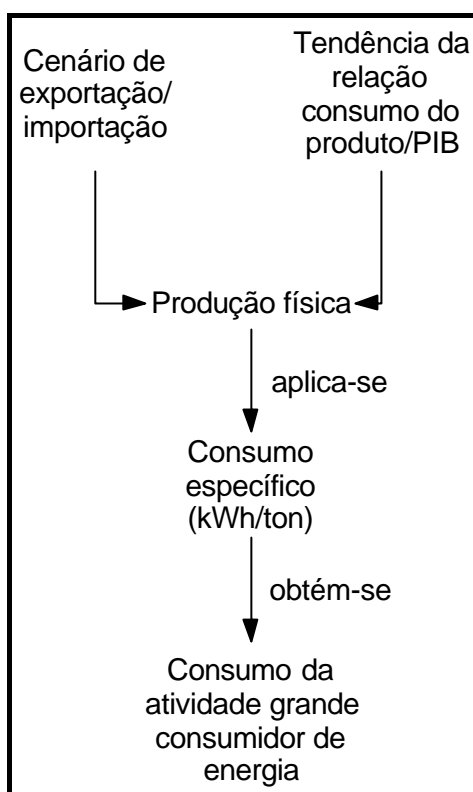 Cenário de
exportação/
importação
Tendência da
relação
consumo do
produto/PIB
Produção física
aplica-se
Consumo
específico
(kWh/ton)
obtém-se
Consumo da
atividade grande
consumidor de
energia